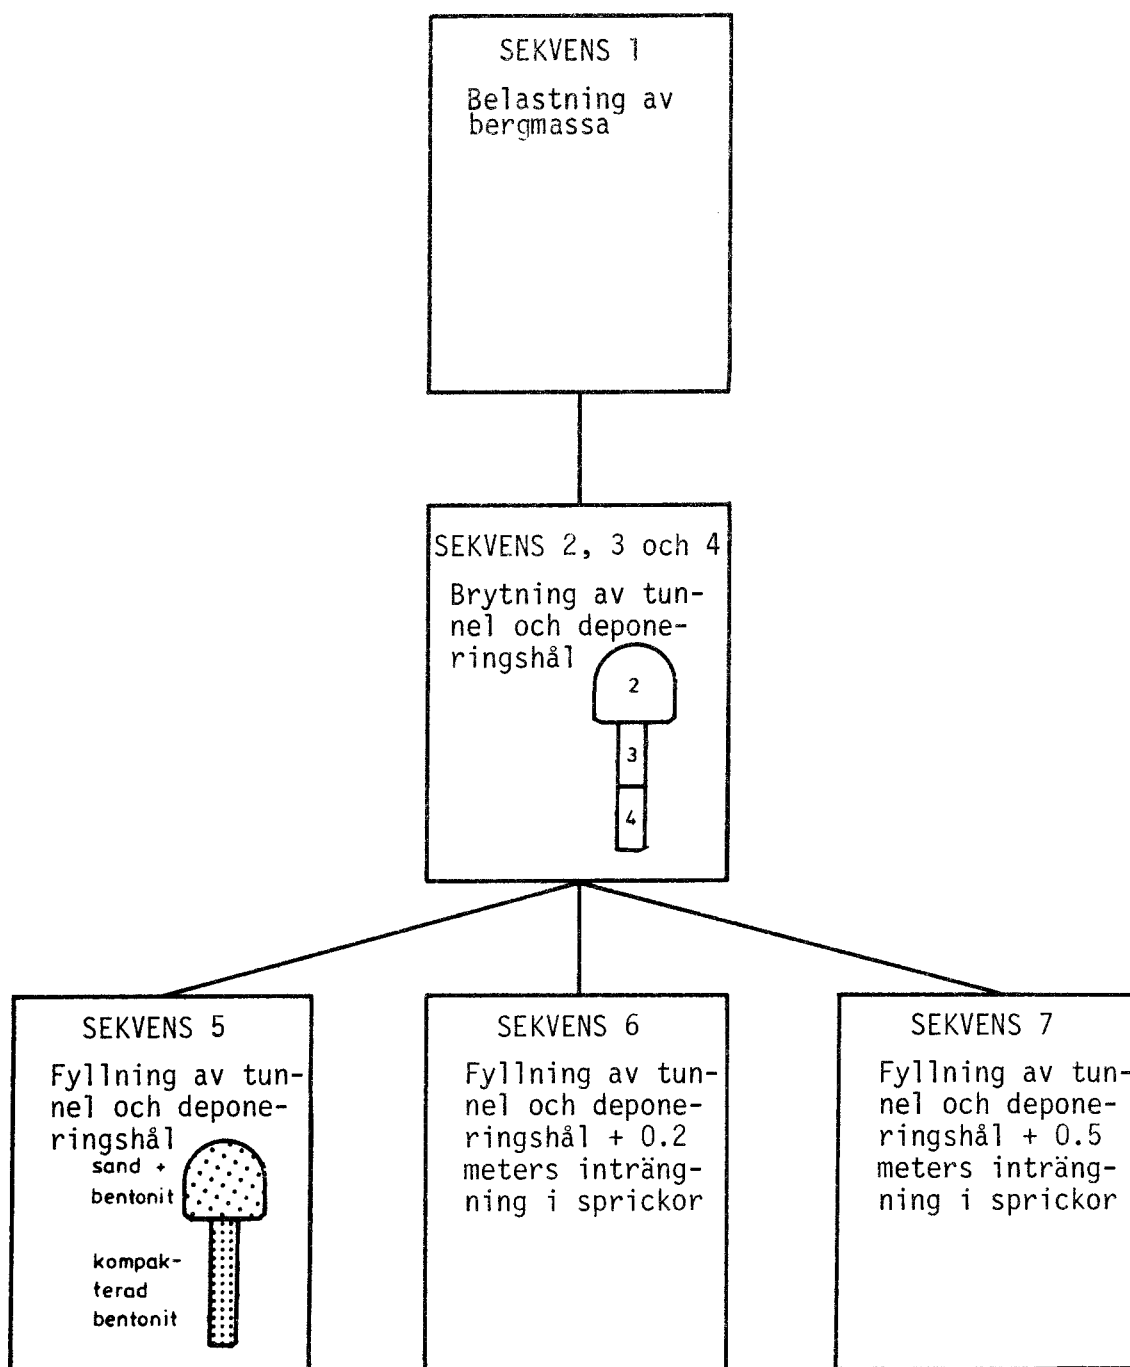 SEKVENS 1
Belastning av
bergmassa
SEKVENS 2, 3 och 4
Brytning av tun-
nel och depone-
ringshål
2
3
4
SEKVENS 5
Fyllning av tun-
nel och depone-
ringshål
sand +
bentonit
kompak-
terad
bentonit
SEKVENS 6
Fyllning av tun-
nel och depone-
ringshål + 0.2
meters inträng-
ning i sprickor
SEKVENS 7
Fyllning av tun-
nel och depone-
ringshål + 0.5
meters inträng-
ning i sprickor